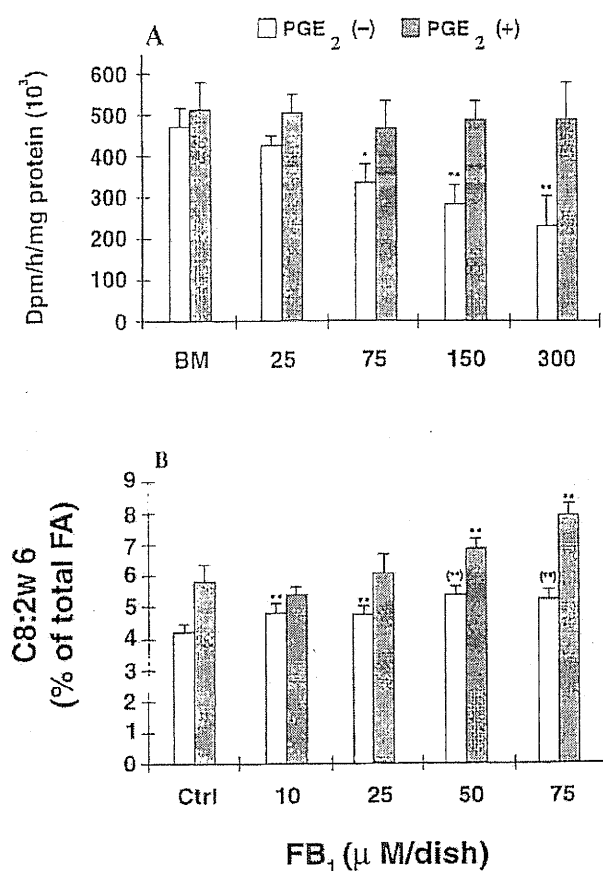 A
PGE2 (-) PGE2 (+)
Dpm/h/mg protein (10³)
600
500
400
300
200
100
0
*
**
**
BM 25 75 150 300
B
C8:2w 6
(% of total FA)
9
8
7
6
5
4
3
2
1
0
**
**
(**)
**
(**)
**
Ctrl 10 25 50 75
FB1 (μ M/dish)